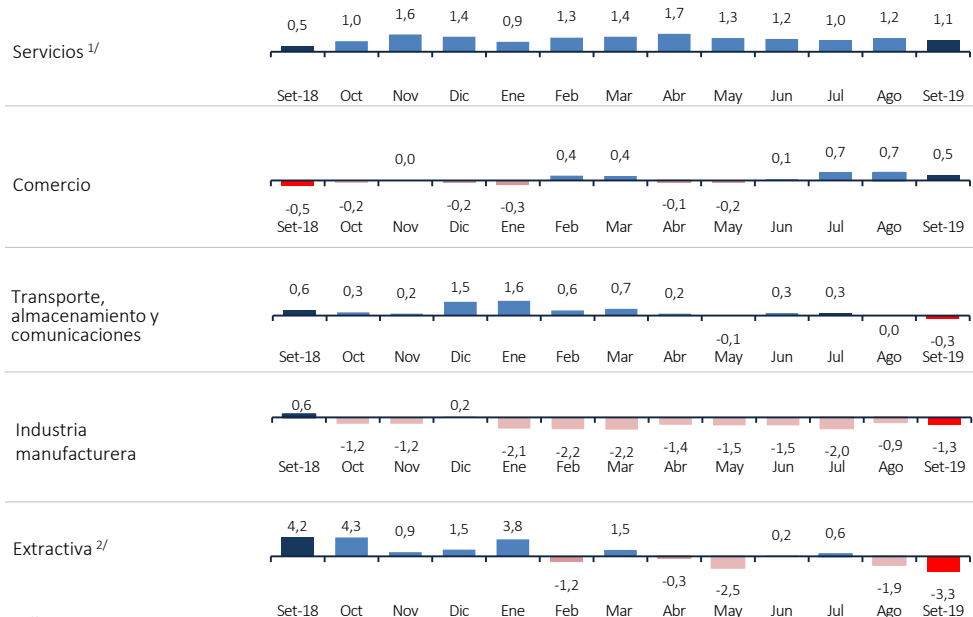 0,5 1,0 1,6 1,4 0,9 1,3 1,4 1,7 1,3 1,2 1,0 1,2 1,1
Servicios 1/
Set-18 Oct Nov Dic Ene Feb Mar Abr May Jun Jul Ago Set-19
0,0 0,4 0,4 0,1 0,7 0,7 0,5
Comercio
-0,5 -0,2 -0,2 -0,3 -0,1 -0,2
Set-18 Oct Nov Dic Ene Feb Mar Abr May Jun Jul Ago Set-19
0,6 0,3 0,2 1,5 1,6 0,6 0,7 0,2 0,3 0,3
Transporte,
almacenamiento y
comunicaciones
-0,1 0,0 -0,3
Set-18 Oct Nov Dic Ene Feb Mar Abr May Jun Jul Ago Set-19
0,6 0,2
Industria
manufacturera
-1,2 -1,2 -2,1 -2,2 -2,2 -1,4 -1,5 -1,5 -2,0 -0,9 -1,3
Set-18 Oct Nov Dic Ene Feb Mar Abr May Jun Jul Ago Set-19
4,2 4,3 0,9 1,5 3,8 1,5 0,2 0,6
Extractiva 2/
-1,2 -0,3 -2,5 -1,9 -3,3
Set-18 Oct Nov Dic Ene Feb Mar Abr May Jun Jul Ago Set-19